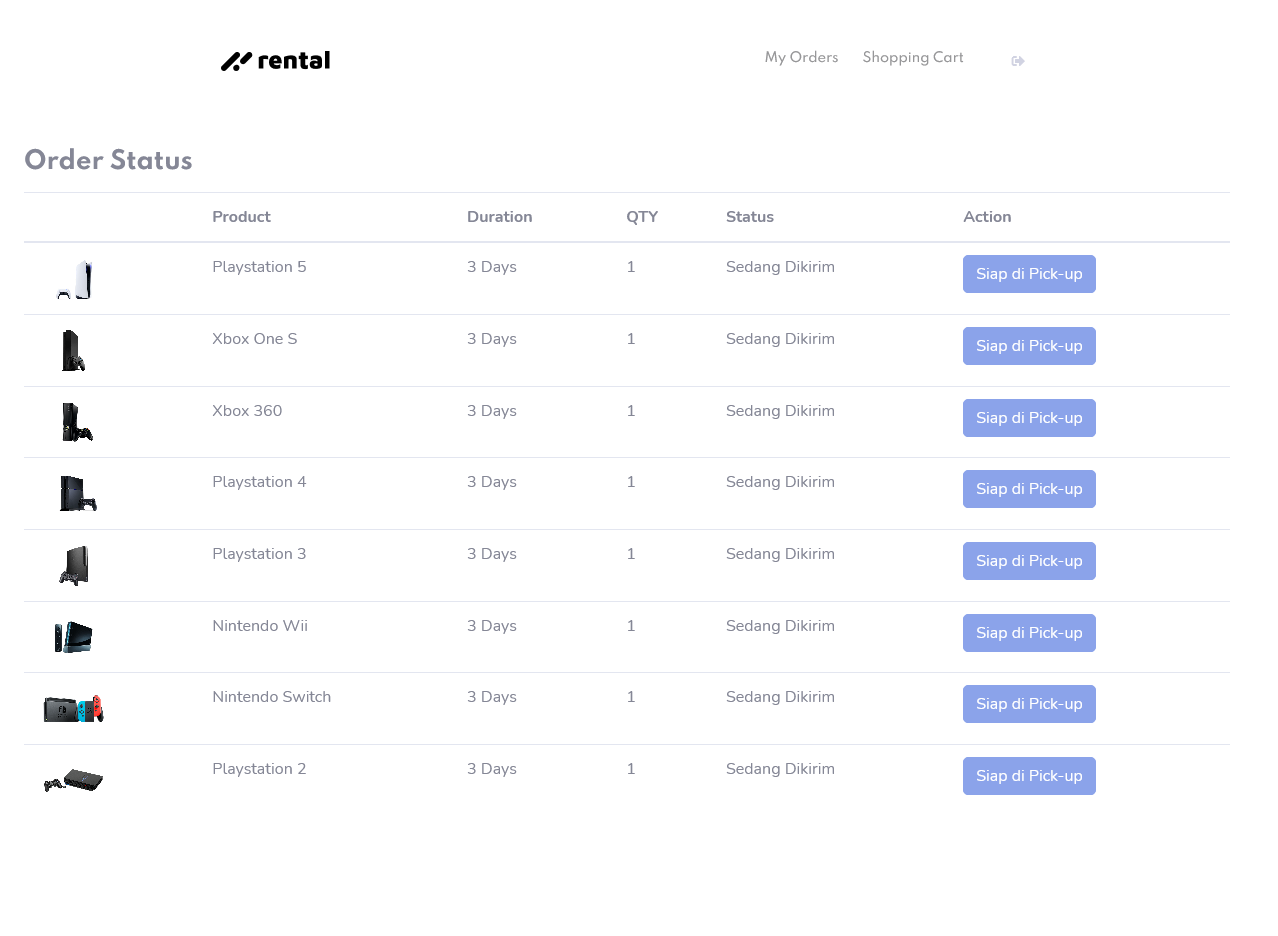 rental My Orders Shopping Cart
Order Status
Product Duration QTY Status Action
Playstation 5 3 Days 1 Sedang Dikirim Siap di Pick-up
Xbox One S 3 Days 1 Sedang Dikirim Siap di Pick-up
Xbox 360 3 Days 1 Sedang Dikirim Siap di Pick-up
Playstation 4 3 Days 1 Sedang Dikirim Siap di Pick-up
Playstation 3 3 Days 1 Sedang Dikirim Siap di Pick-up
Nintendo Wii 3 Days 1 Sedang Dikirim Siap di Pick-up
Nintendo Switch 3 Days 1 Sedang Dikirim Siap di Pick-up
Playstation 2 3 Days 1 Sedang Dikirim Siap di Pick-up